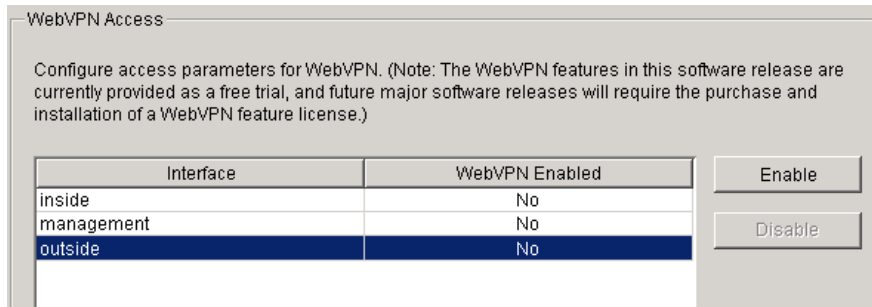 WebVPN Access
Configure access parameters for WebVPN. (Note: The WebVPN features in this software release are
currently provided as a free trial, and future major software releases will require the purchase and
installation of a WebVPN feature license.)
Interface WebVPN Enabled Enable
inside No
management No Disable
outside No